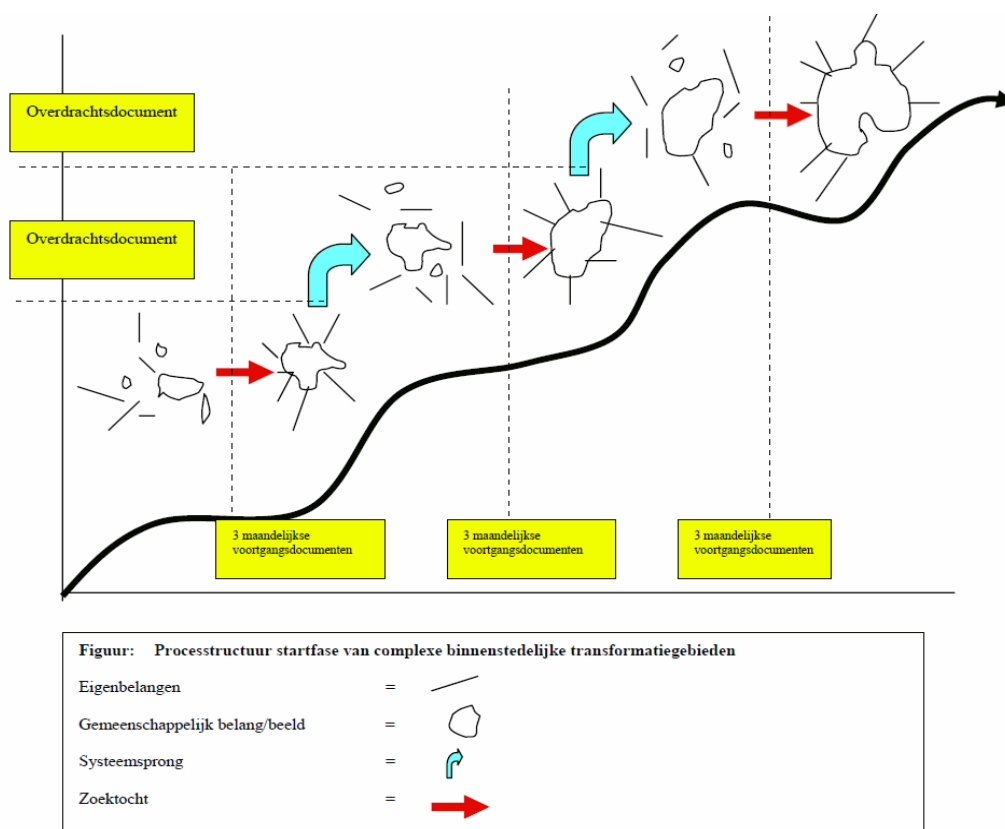 Overdrachtsdocument
Overdrachtsdocument
3 maandelijkse
voortgangsdocumenten
3 maandelijkse
voortgangsdocumenten
3 maandelijkse
voortgangsdocumenten
Figuur: Processtructuur startfase van complexe binnenstedelijke transformatiegebieden
Eigenbelangen =
Gemeenschappelijk belang/beeld =
Systeemsprong =
Zoektocht =